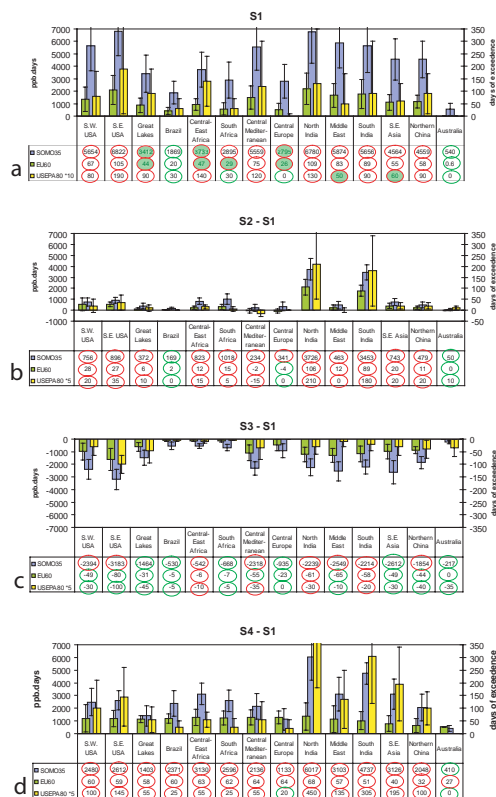 S1
ppb.days
days of exceedence
7000 350
6000 300
5000 250
4000 200
3000 150
2000 100
1000 50
0 0
S.W. USA S.E. USA Great Lakes Brazil Central-East Africa South Africa Central Mediter-ranean Central Europe North India Middle East South India S.E. Asia Northern China Australia
SOMO35 5654 6822 3412 1869 3731 2895 5559 2795 6780 5874 5656 4564 4559 540
EU60 67 105 44 20 47 29 75 26 109 83 89 55 58 0.6
USEPA80 *10 80 190 90 30 140 30 120 0 130 50 90 60 90 0
a
S2 - S1
ppb.days
days of exceedence
7000 350
6000 300
5000 250
4000 200
3000 150
2000 100
1000 50
0 0
-1000 -50
S.W. USA S.E. USA Great Lakes Brazil Central-East Africa South Africa Central Mediter-ranean Central Europe North India Middle East South India S.E. Asia Northern China Australia
SOMO35 756 896 372 169 823 1018 234 341 3726 463 3453 743 479 50
EU60 28 27 6 2 12 15 -2 -4 106 12 89 20 11 0
USEPA80 *5 20 35 10 0 15 5 -15 0 210 0 180 20 20 10
b
S3 - S1
ppb.days
days of exceedence
0 0
-1000 -50
-2000 -100
-3000 -150
-4000 -200
-5000 -250
-6000 -300
-7000 -350
S.W. USA S.E. USA Great Lakes Brazil Central-East Africa South Africa Central Mediter-ranean Central Europe North India Middle East South India S.E. Asia Northern China Australia
SOMO35 -2394 -3183 -1464 -530 -542 -668 -2318 -935 -2239 -2549 -2214 -2612 -1854 -217
EU60 -49 -80 -31 -5 -6 -7 -55 -23 -61 -65 -58 -49 -44 0
USEPA80 *5 -30 -100 -45 -5 -10 -5 -35 0 -30 -10 -20 -30 -40 -35
c
S4 - S1
ppb.days
days of exceedence
7000 350
6000 300
5000 250
4000 200
3000 150
2000 100
1000 50
0 0
S.W. USA S.E. USA Great Lakes Brazil Central-East Africa South Africa Central Mediter-ranean Central Europe North India Middle East South India S.E. Asia Northern China Australia
SOMO35 2480 2612 1403 2371 3130 2596 2136 1133 6017 3103 4737 3126 2048 410
EU60 60 59 58 60 63 62 64 64 68 57 51 40 32 27
USEPA80 *5 100 145 55 25 55 25 55 20 450 135 305 195 100 0
d